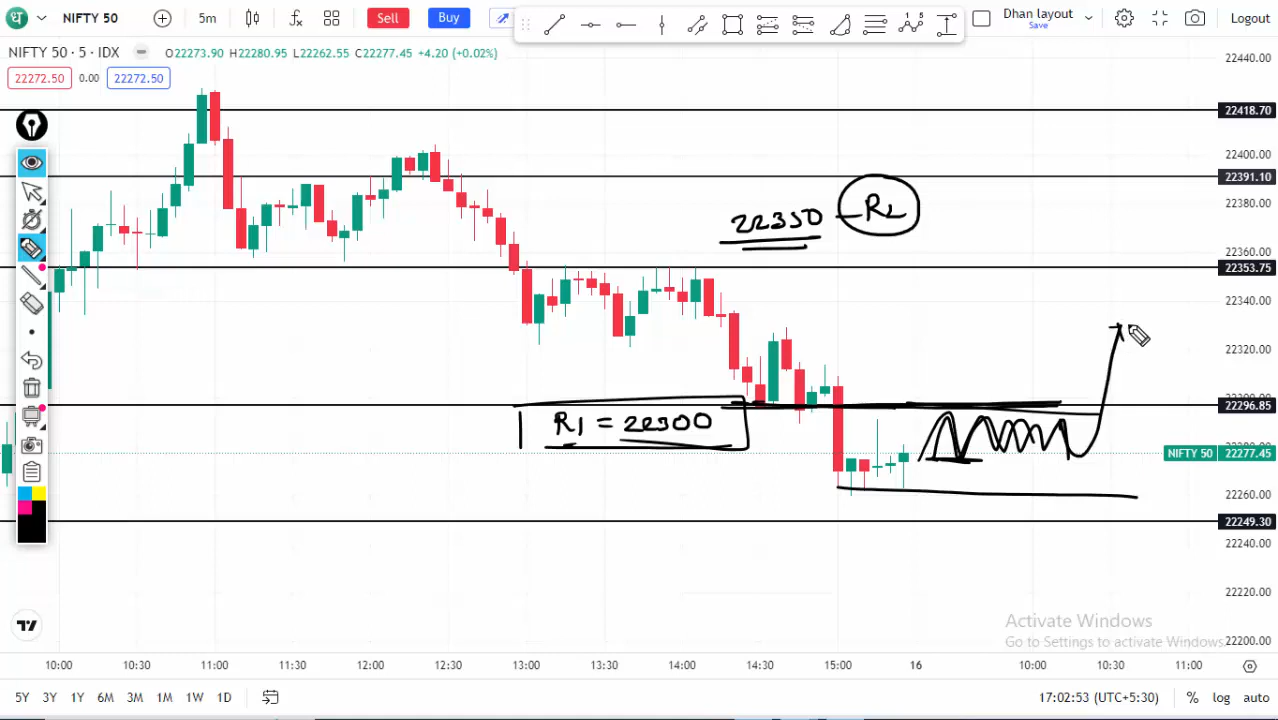 ध NIFTY 50 5m Sell Buy Dhan layout Save Logout
NIFTY 50 · 5 · IDX O22273.90 H22280.95 L22262.55 C22277.45 +4.20 (+0.02%)
22272.50 0.00 22272.50
22440.00
22418.70
22400.00
22391.10
22380.00
22350 - R2
22360.00
22353.75
22340.00
22320.00
22300.00
22296.85
R1 = 22300
NIFTY 50 22277.45
22260.00
22249.30
22240.00
22220.00
Activate Windows
Go to Settings to activate Windows.
22200.00
10:00 10:30 11:00 11:30 12:00 12:30 13:00 13:30 14:00 14:30 15:00 16 10:00 10:30 11:00
5Y 3Y 1Y 6M 3M 1M 1W 1D 17:02:53 (UTC+5:30) % log auto